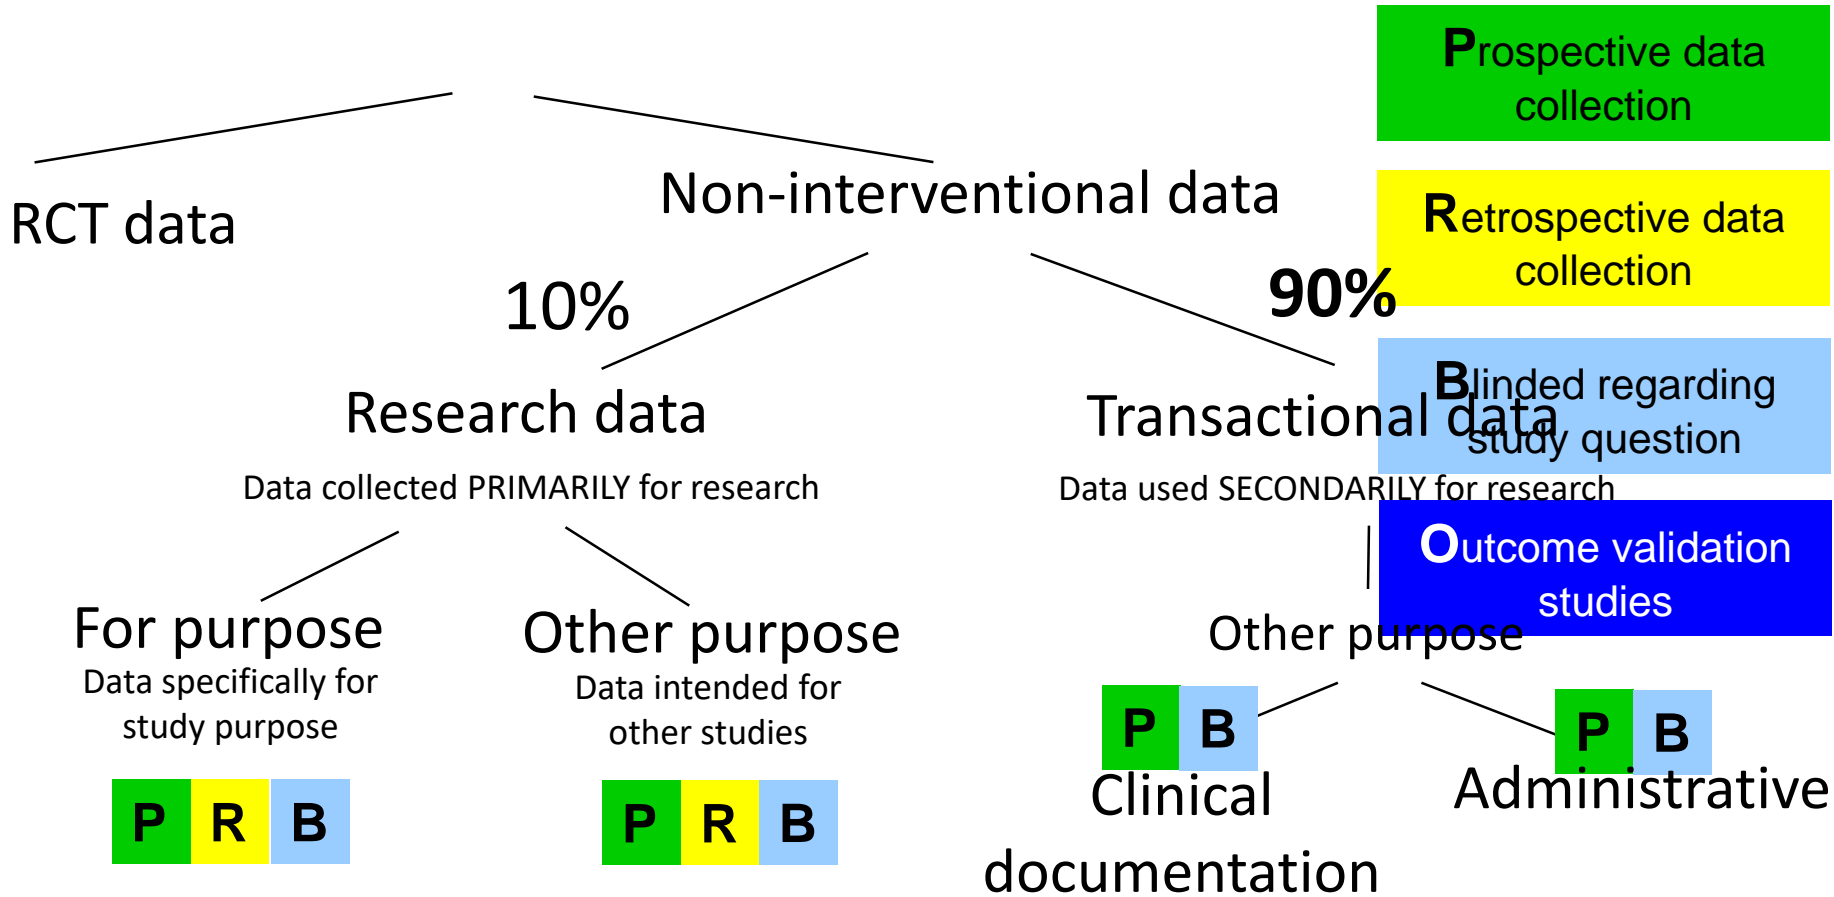 Prospective data
collection
RCT data
Non-interventional data
Retrospective data
collection
10%
90%
Research data
Data collected PRIMARILY for research
Transactional data
Data used SECONDARILY for research
Blinded regarding
study question
Outcome validation
studies
For purpose
Data specifically for
study purpose
P R B
Other purpose
Data intended for
other studies
P R B
Other purpose
P B
Clinical
documentation
P B
Administrative